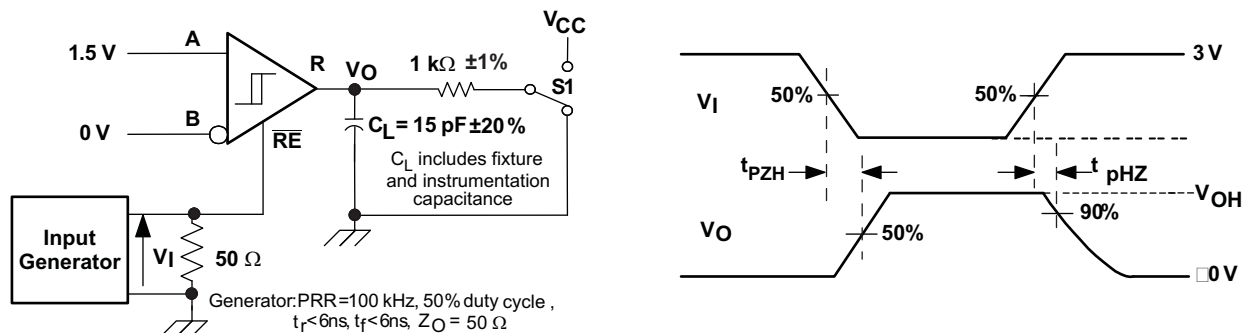 VCC
1.5 V
A
R
VO
1 kΩ ±1%
S1
0 V
B
RE
CL = 15 pF ±20%
CL includes fixture
and instrumentation
capacitance
Input
Generator
VI
50 Ω
Generator:PRR=100 kHz, 50% duty cycle ,
tr<6ns, tf<6ns, ZO = 50 Ω
3 V
VI
50%
50%
tPZH
t pHZ
VOH
90%
VO
50%
□0 V